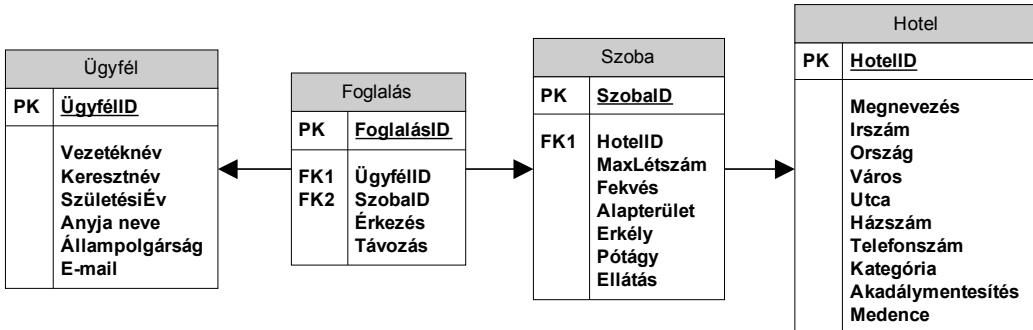 Ügyfél
PK ÜgyfélID
Vezetéknév
Keresztnév
SzületésiÉv
Anyja neve
Állampolgárság
E-mail
Foglalás
PK FoglalásID
FK1 ÜgyfélID
FK2 SzobaID
Érkezés
Távozás
Szoba
PK SzobaID
FK1 HotelID
MaxLétszám
Fekvés
Alapterület
Erkély
Pótágy
Ellátás
Hotel
PK HotelID
Megnevezés
Irszám
Ország
Város
Utca
Házszám
Telefonszám
Kategória
Akadálymentesítés
Medence